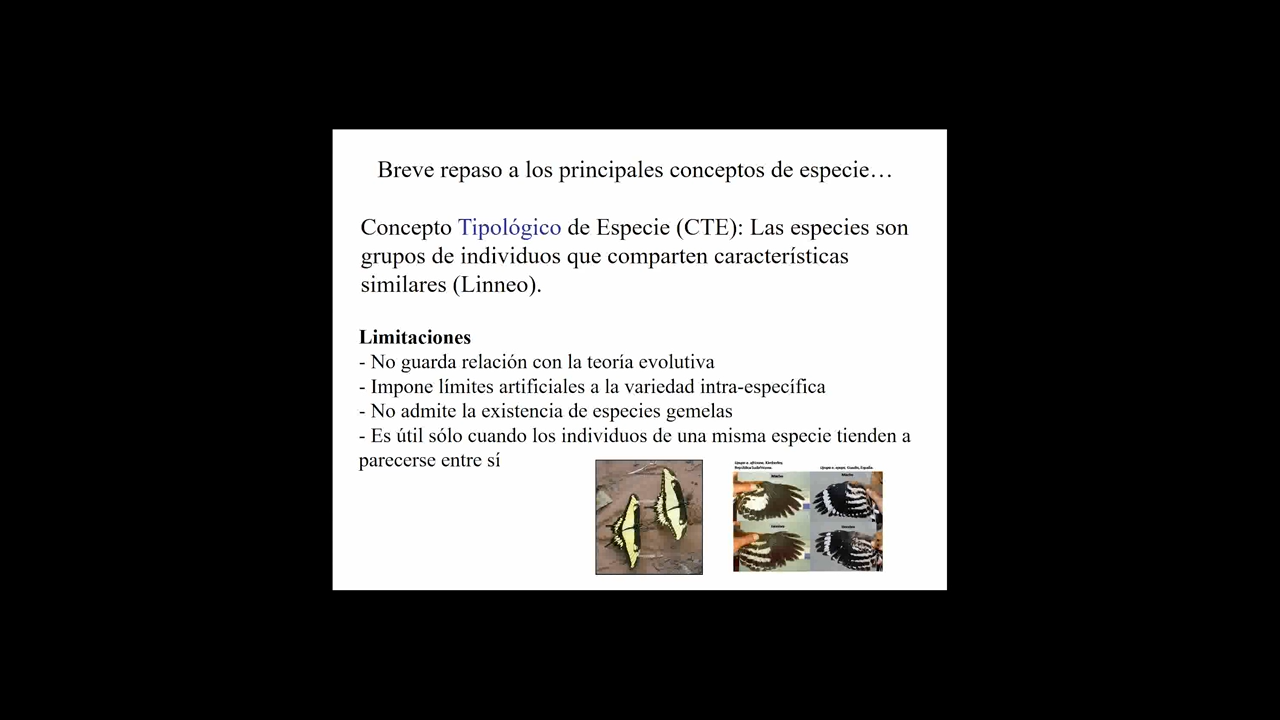 Breve repaso a los principales conceptos de especie…
Concepto Tipológico de Especie (CTE): Las especies son
grupos de individuos que comparten características
similares (Linneo).
Limitaciones
- No guarda relación con la teoría evolutiva
- Impone límites artificiales a la variedad intra-específica
- No admite la existencia de especies gemelas
- Es útil sólo cuando los individuos de una misma especie tienden a
parecerse entre sí
Macho
Macho